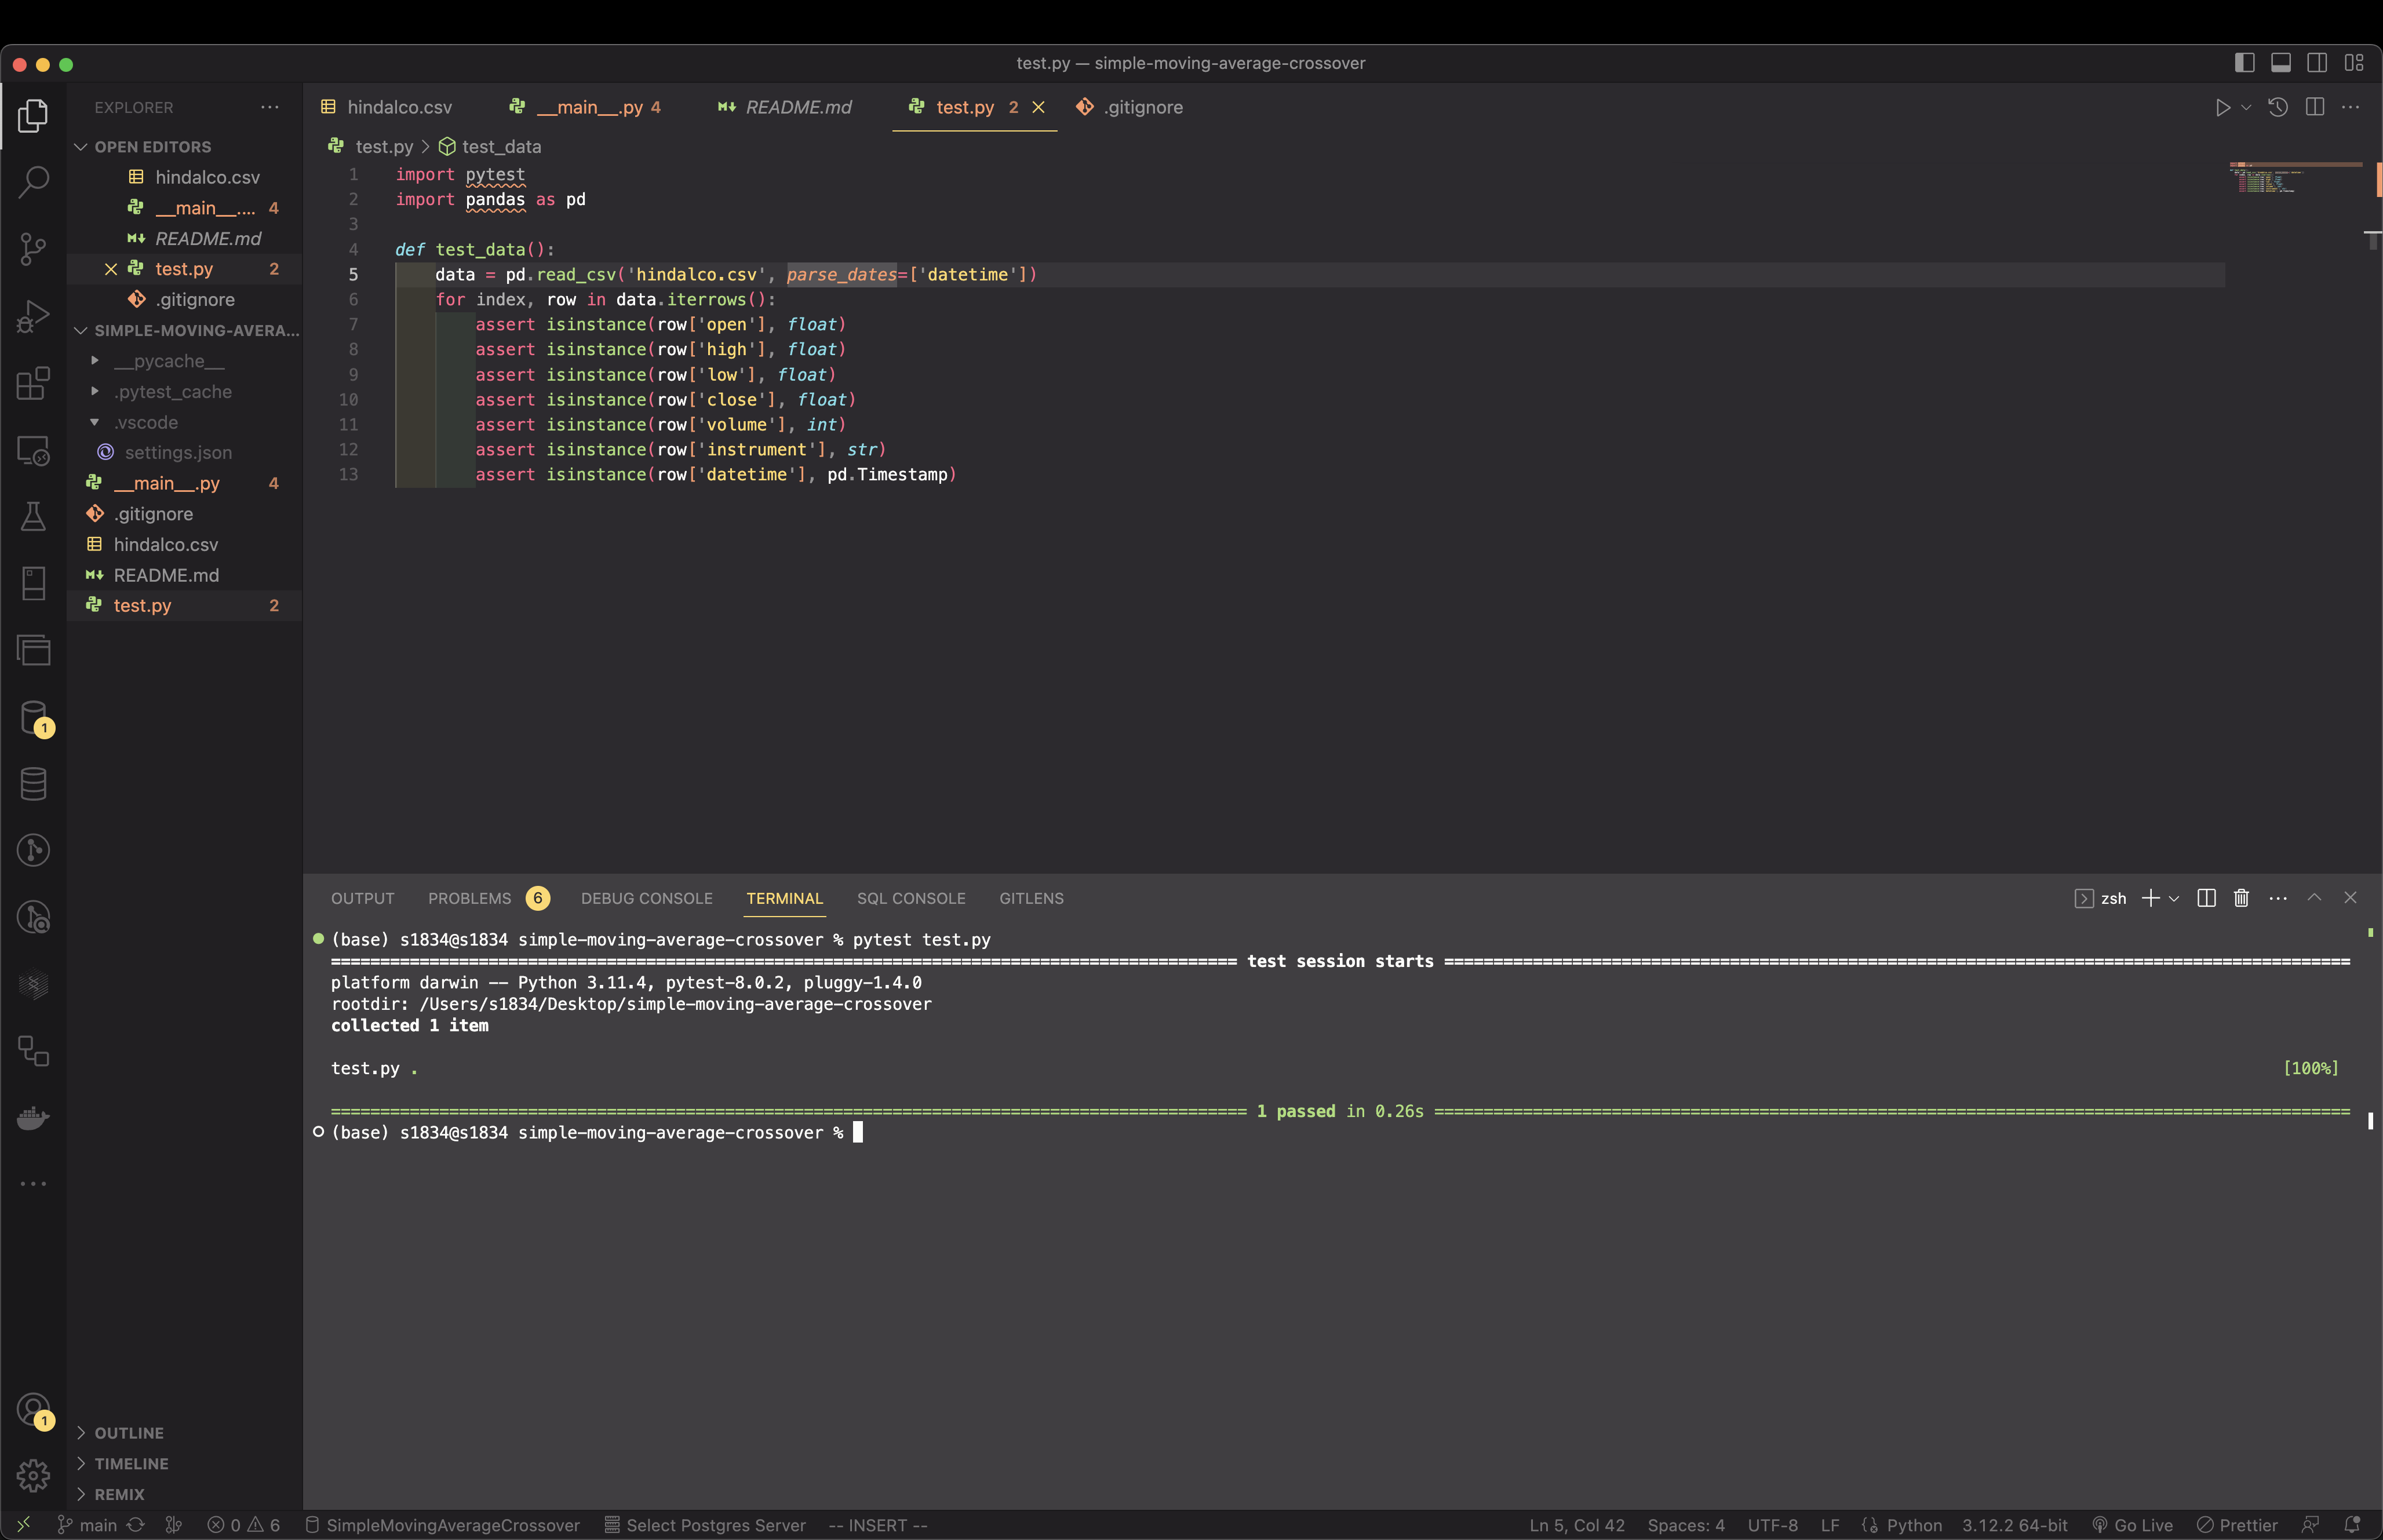 test.py — simple-moving-average-crossover
EXPLORER
OPEN EDITORS
hindalco.csv
__main__.... 4
README.md
test.py 2
.gitignore
SIMPLE-MOVING-AVERA...
__pycache__
.pytest_cache
.vscode
settings.json
__main__.py 4
.gitignore
hindalco.csv
README.md
test.py 2
OUTLINE
TIMELINE
REMIX
1
1
hindalco.csv __main__.py 4 README.md test.py 2 .gitignore
test.py > test_data
1 import pytest
2 import pandas as pd
3
4 def test_data():
5 data = pd.read_csv('hindalco.csv', parse_dates=['datetime'])
6 for index, row in data.iterrows():
7 assert isinstance(row['open'], float)
8 assert isinstance(row['high'], float)
9 assert isinstance(row['low'], float)
10 assert isinstance(row['close'], float)
11 assert isinstance(row['volume'], int)
12 assert isinstance(row['instrument'], str)
13 assert isinstance(row['datetime'], pd.Timestamp)
OUTPUT PROBLEMS 6 DEBUG CONSOLE TERMINAL SQL CONSOLE GITLENS zsh
(base) s1834@s1834 simple-moving-average-crossover % pytest test.py
test session starts
platform darwin -- Python 3.11.4, pytest-8.0.2, pluggy-1.4.0
rootdir: /Users/s1834/Desktop/simple-moving-average-crossover
collected 1 item
test.py . [100%]
1 passed in 0.26s
(base) s1834@s1834 simple-moving-average-crossover %
main 0 6 SimpleMovingAverageCrossover Select Postgres Server -- INSERT -- Ln 5, Col 42 Spaces: 4 UTF-8 LF Python 3.12.2 64-bit Go Live Prettier